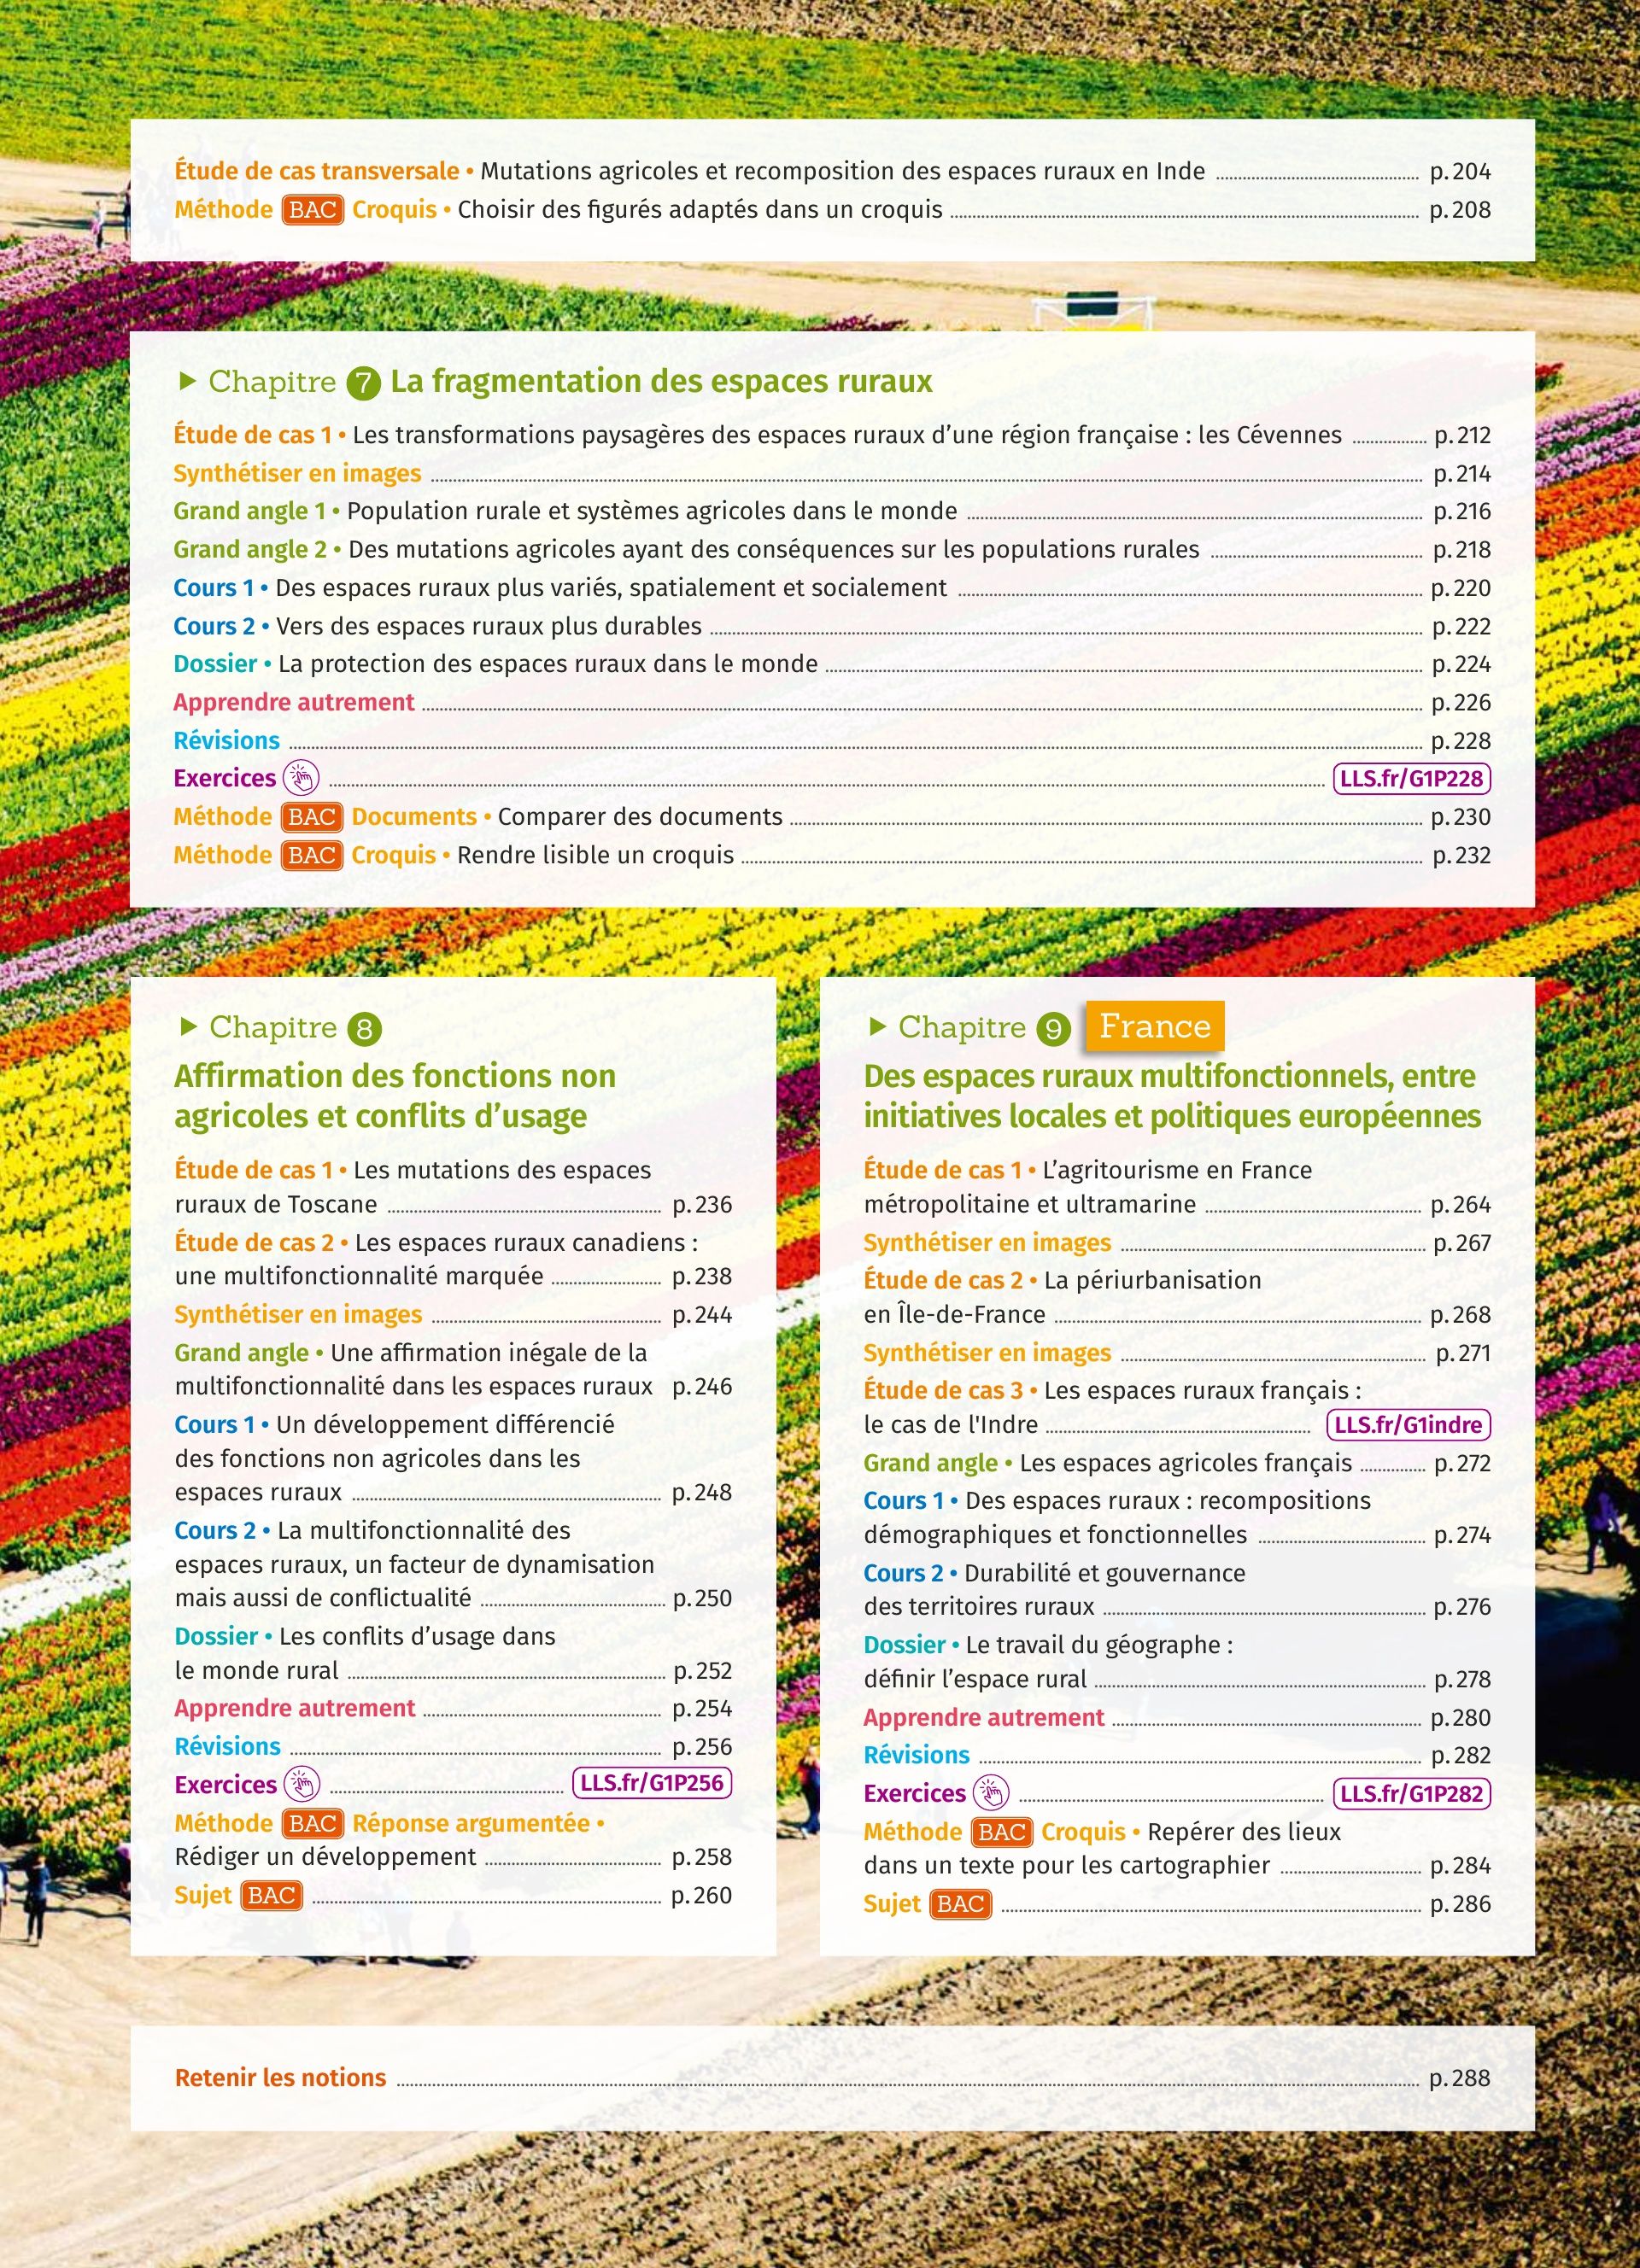 Étude de cas transversale • Mutations agricoles et recomposition des espaces ruraux en Inde p. 204
Méthode BAC Croquis • Choisir des figurés adaptés dans un croquis p. 208
Chapitre 7 La fragmentation des espaces ruraux
Étude de cas 1 • Les transformations paysagères des espaces ruraux d’une région française : les Cévennes p. 212
Synthétiser en images p. 214
Grand angle 1 • Population rurale et systèmes agricoles dans le monde p. 216
Grand angle 2 • Des mutations agricoles ayant des conséquences sur les populations rurales p. 218
Cours 1 • Des espaces ruraux plus variés, spatialement et socialement p. 220
Cours 2 • Vers des espaces ruraux plus durables p. 222
Dossier • La protection des espaces ruraux dans le monde p. 224
Apprendre autrement p. 226
Révisions p. 228
Exercices LLS.fr/G1P228
Méthode BAC Documents • Comparer des documents p. 230
Méthode BAC Croquis • Rendre lisible un croquis p. 232
Chapitre 8
Affirmation des fonctions non
agricoles et conflits d’usage
Étude de cas 1 • Les mutations des espaces
ruraux de Toscane p. 236
Étude de cas 2 • Les espaces ruraux canadiens :
une multifonctionnalité marquée p. 238
Synthétiser en images p. 244
Grand angle • Une affirmation inégale de la
multifonctionnalité dans les espaces ruraux p. 246
Cours 1 • Un développement différencié
des fonctions non agricoles dans les
espaces ruraux p. 248
Cours 2 • La multifonctionnalité des
espaces ruraux, un facteur de dynamisation
mais aussi de conflictualité p. 250
Dossier • Les conflits d’usage dans
le monde rural p. 252
Apprendre autrement p. 254
Révisions p. 256
Exercices LLS.fr/G1P256
Méthode BAC Réponse argumentée •
Rédiger un développement p. 258
Sujet BAC p. 260
Chapitre 9 France
Des espaces ruraux multifonctionnels, entre
initiatives locales et politiques européennes
Étude de cas 1 • L’agritourisme en France
métropolitaine et ultramarine p. 264
Synthétiser en images p. 267
Étude de cas 2 • La périurbanisation
en Île-de-France p. 268
Synthétiser en images p. 271
Étude de cas 3 • Les espaces ruraux français :
le cas de l'Indre LLS.fr/G1indre
Grand angle • Les espaces agricoles français p. 272
Cours 1 • Des espaces ruraux : recompositions
démographiques et fonctionnelles p. 274
Cours 2 • Durabilité et gouvernance
des territoires ruraux p. 276
Dossier • Le travail du géographe :
définir l’espace rural p. 278
Apprendre autrement p. 280
Révisions p. 282
Exercices LLS.fr/G1P282
Méthode BAC Croquis • Repérer des lieux
dans un texte pour les cartographier p. 284
Sujet BAC p. 286
Retenir les notions p. 288